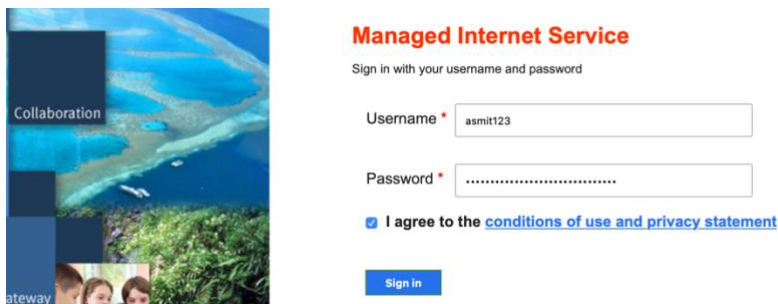 Managed Internet Service
Sign in with your username and password
Collaboration
Username *
asmit123
Password *
I agree to the conditions of use and privacy statement
Sign in
ateway